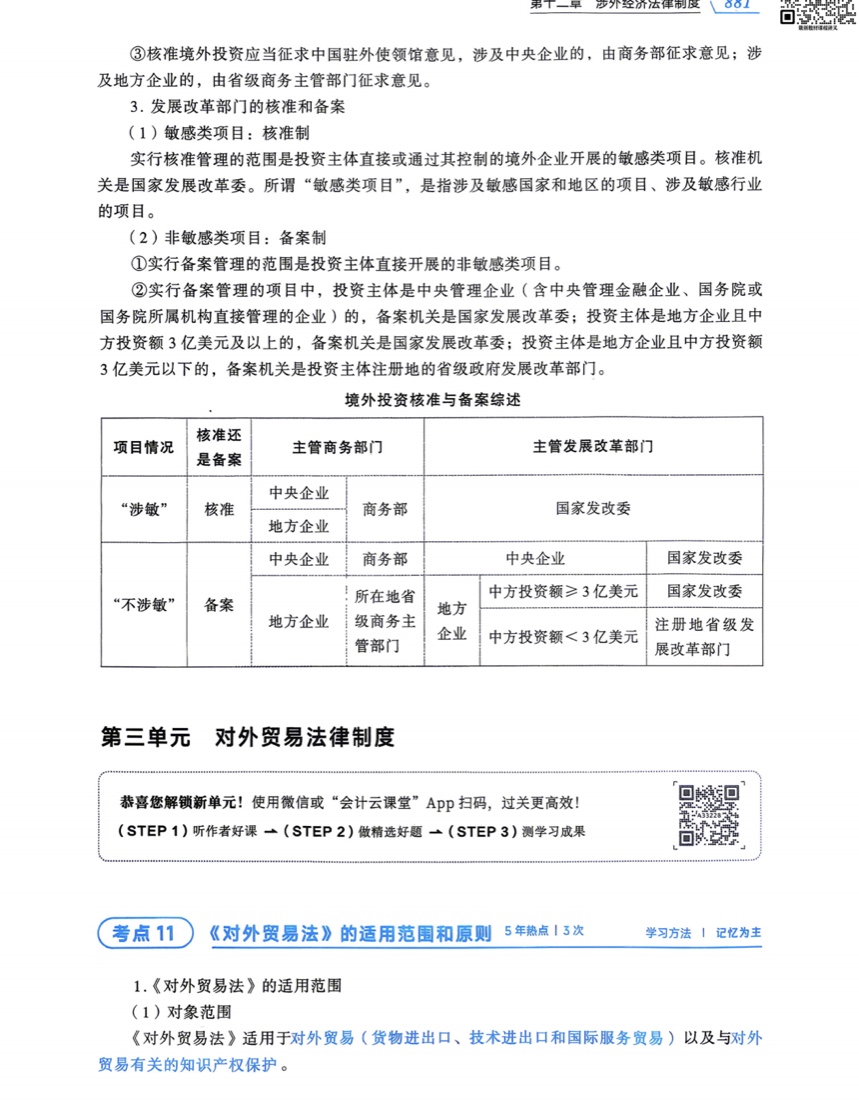 第十二章 涉外经济法律制度 881
③核准境外投资应当征求中国驻外使领馆意见，涉及中央企业的，由商务部征求意见；涉
及地方企业的，由省级商务主管部门征求意见。
3. 发展改革部门的核准和备案
（1）敏感类项目：核准制
实行核准管理的范围是投资主体直接或通过其控制的境外企业开展的敏感类项目。核准机
关是国家发展改革委。所谓“敏感类项目”，是指涉及敏感国家和地区的项目、涉及敏感行业
的项目。
（2）非敏感类项目：备案制
①实行备案管理的范围是投资主体直接开展的非敏感类项目。
②实行备案管理的项目中，投资主体是中央管理企业（含中央管理金融企业、国务院或
国务院所属机构直接管理的企业）的，备案机关是国家发展改革委；投资主体是地方企业且中
方投资额 3 亿美元及以上的，备案机关是国家发展改革委；投资主体是地方企业且中方投资额
3 亿美元以下的，备案机关是投资主体注册地的省级政府发展改革部门。
境外投资核准与备案综述
项目情况 核准还 主管商务部门 主管发展改革部门
是备案
“涉敏” 核准 中央企业 商务部 国家发改委
地方企业
“不涉敏” 备案 中央企业 商务部 中央企业 国家发改委
地方企业 所在地省 地方 中方投资额≥3 亿美元 国家发改委
级商务主 企业 中方投资额＜3 亿美元 注册地省级发
管部门 展改革部门
第三单元 对外贸易法律制度
恭喜您解锁新单元！使用微信或“会计云课堂”App 扫码，过关更高效！
（STEP 1）听作者好课 → （STEP 2）做精选好题 → （STEP 3）测学习成果
考点 11 《对外贸易法》的适用范围和原则 5 年热点 | 3 次 学习方法 | 记忆为主
1.《对外贸易法》的适用范围
（1）对象范围
《对外贸易法》适用于对外贸易（货物进出口、技术进出口和国际服务贸易）以及与对外
贸易有关的知识产权保护。